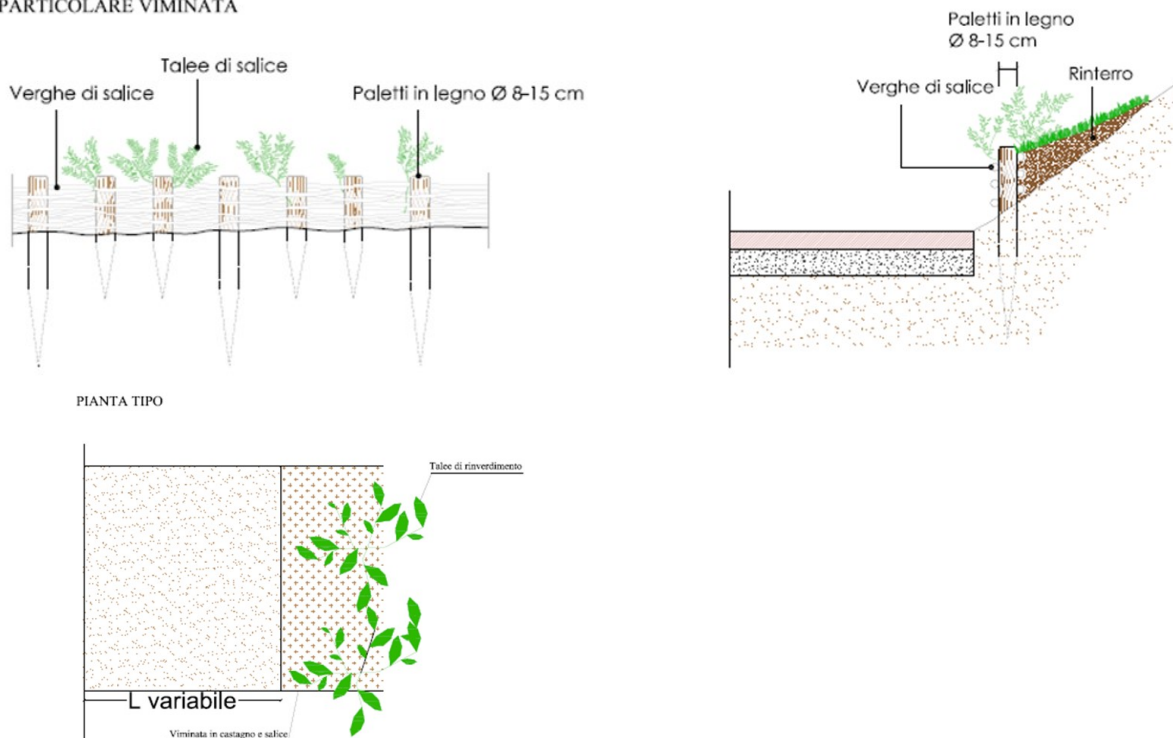 PARTICOLARE VIMINATA
Talee di salice
Verghe di salice
Paletti in legno Ø 8-15 cm
Paletti in legno
Ø 8-15 cm
Verghe di salice
Rinterro
PIANTA TIPO
Talee di rinverdimento
L variabile
Viminata in castagno e salice